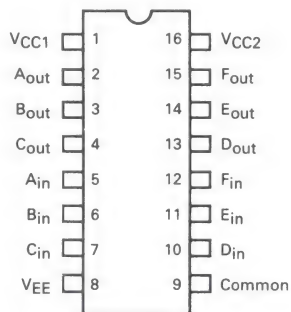 VCC1 1 16 VCC2
Aout 2 15 Fout
Bout 3 14 Eout
Cout 4 13 Dout
Ain 5 12 Fin
Bin 6 11 Ein
Cin 7 10 Din
VEE 8 9 Common